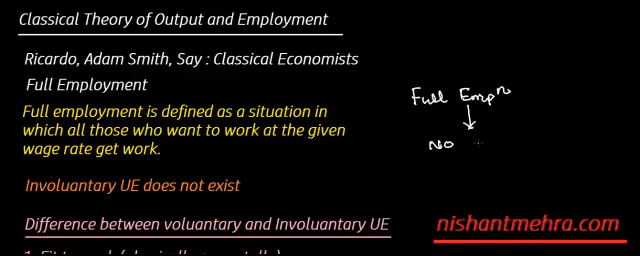 Classical Theory of Output and Employment
Ricardo, Adam Smith, Say : Classical Economists
Full Employment
Full employment is defined as a situation in
which all those who want to work at the given
wage rate get work.
Involuantary UE does not exist
Difference between voluantary and Involuantary UE
Full Empⁿ
NO
nishantmehra.com